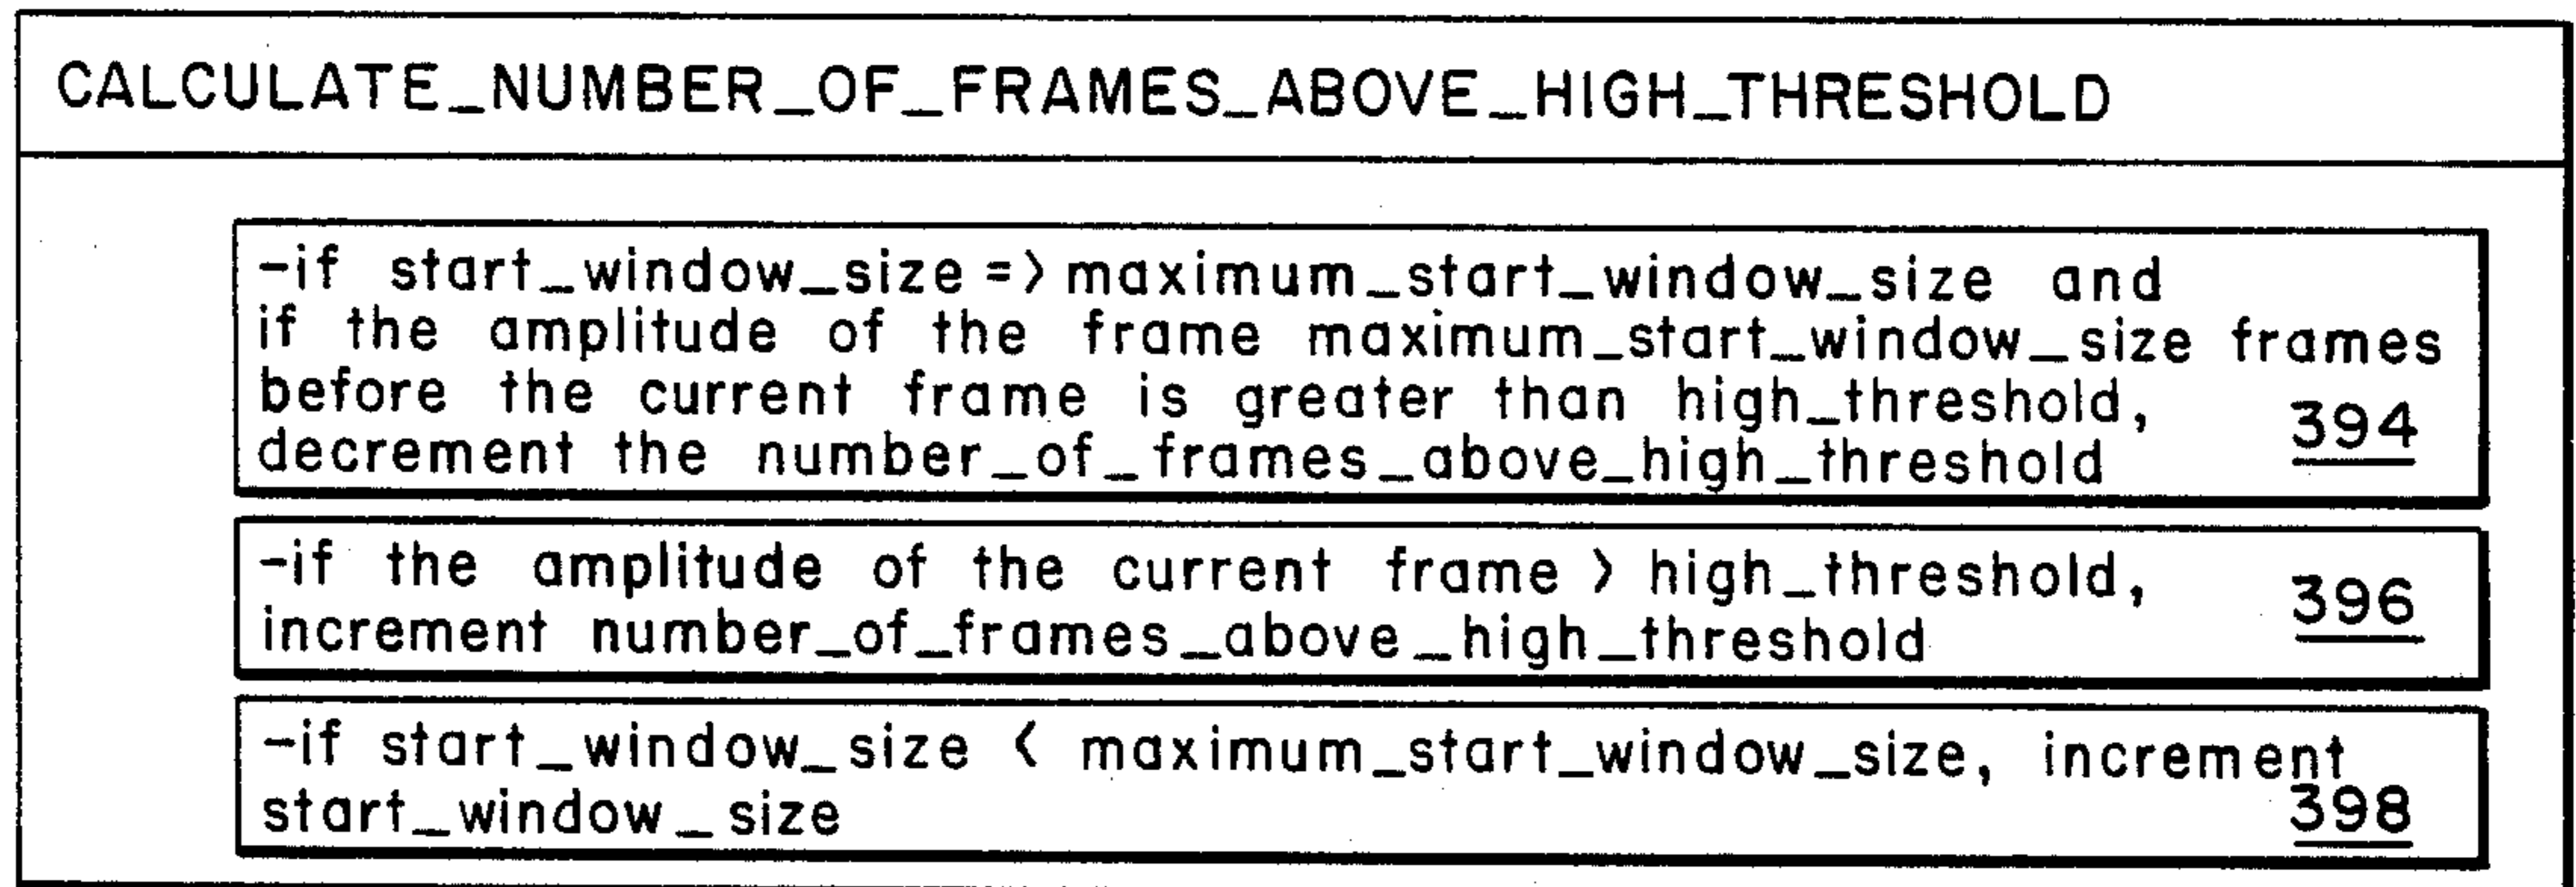 CALCULATE_NUMBER_OF_FRAMES_ABOVE_HIGH_THRESHOLD
-if start_window_size => maximum_start_window_size and
if the amplitude of the frame maximum_start_window_size frames
before the current frame is greater than high_threshold,
394
decrement the number_of_frames_above_high_threshold
-if the amplitude of the current frame > high_threshold,
396
increment number_of_frames_above_high_threshold
-if start_window_size < maximum_start_window_size, increment
start_window_size
398